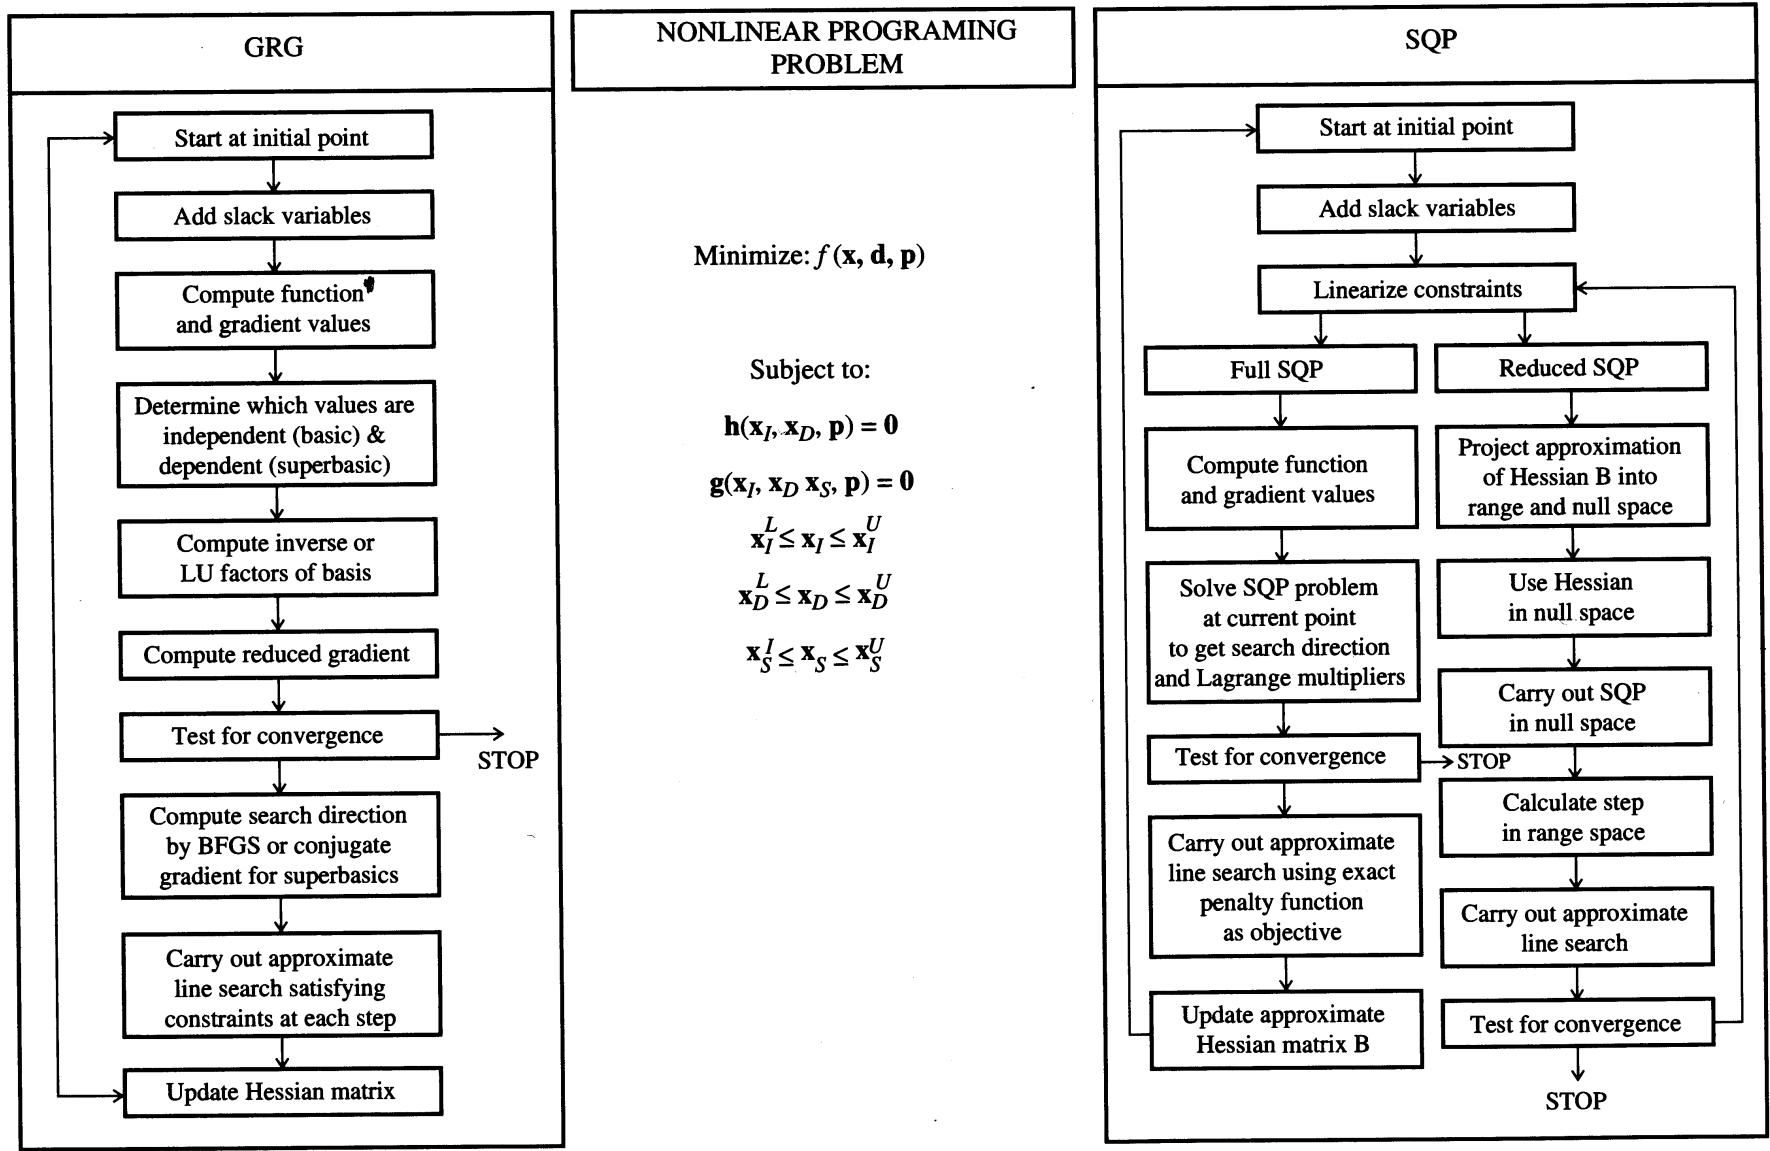 GRG
Start at initial point
Add slack variables
Compute function
and gradient values
Determine which values are
independent (basic) &
dependent (superbasic)
Compute inverse or
LU factors of basis
Compute reduced gradient
Test for convergence
STOP
Compute search direction
by BFGS or conjugate
gradient for superbasics
Carry out approximate
line search satisfying
constraints at each step
Update Hessian matrix
NONLINEAR PROGRAMING
PROBLEM
Minimize: f (x, d, p)
Subject to:
h(x_I, x_D, p) = 0
g(x_I, x_D x_S, p) = 0
x_I^L ≤ x_I ≤ x_I^U
x_D^L ≤ x_D ≤ x_D^U
x_S^I ≤ x_S ≤ x_S^U
SQP
Start at initial point
Add slack variables
Linearize constraints
Full SQP
Compute function
and gradient values
Solve SQP problem
at current point
to get search direction
and Lagrange multipliers
Test for convergence
STOP
Carry out approximate
line search using exact
penalty function
as objective
Update approximate
Hessian matrix B
Reduced SQP
Project approximation
of Hessian B into
range and null space
Use Hessian
in null space
Carry out SQP
in null space
Calculate step
in range space
Carry out approximate
line search
Test for convergence
STOP